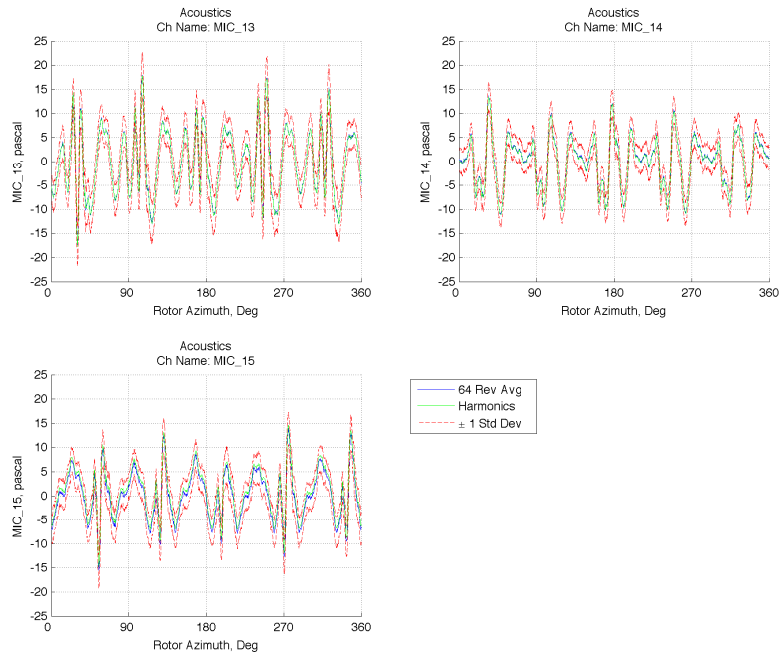 Acoustics
Ch Name: MIC_13
25
20
15
10
5
0
-5
-10
-15
-20
-25
MIC_13, pascal
0 90 180 270 360
Rotor Azimuth, Deg
Acoustics
Ch Name: MIC_14
25
20
15
10
5
0
-5
-10
-15
-20
-25
MIC_14, pascal
0 90 180 270 360
Rotor Azimuth, Deg
Acoustics
Ch Name: MIC_15
25
20
15
10
5
0
-5
-10
-15
-20
-25
MIC_15, pascal
0 90 180 270 360
Rotor Azimuth, Deg
64 Rev Avg
Harmonics
± 1 Std Dev